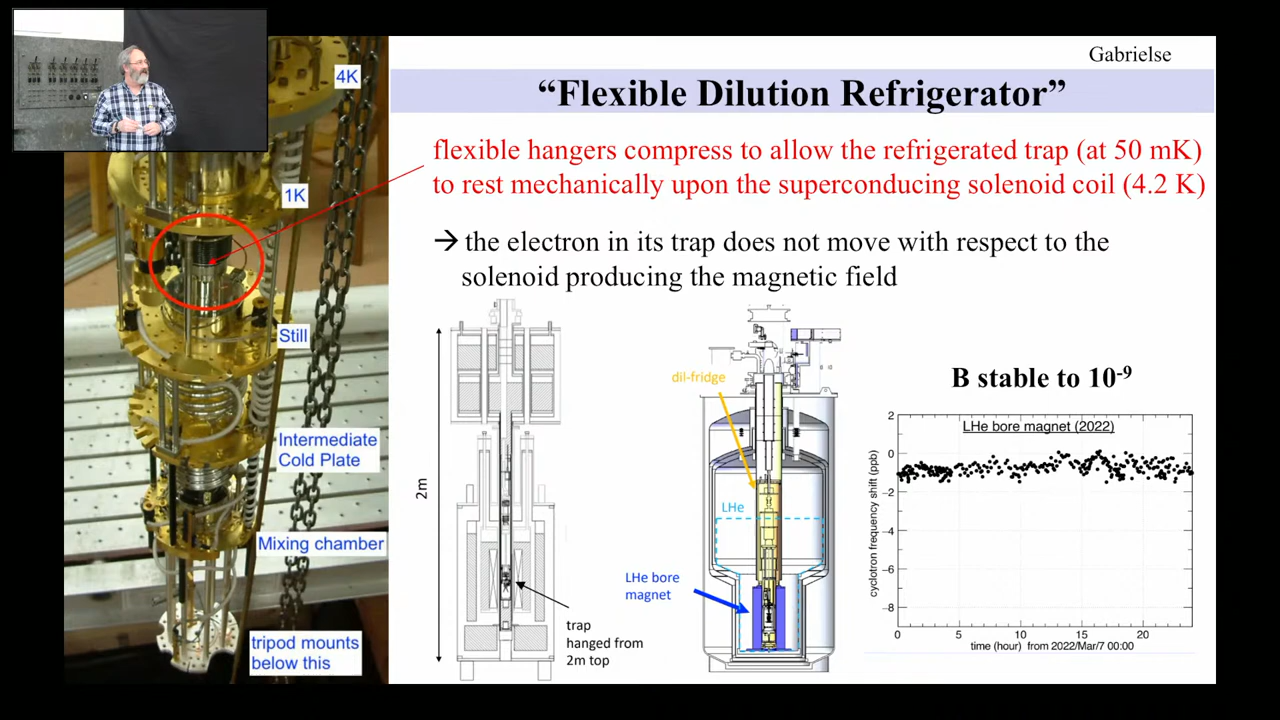 Gabrielse
“Flexible Dilution Refrigerator”
flexible hangers compress to allow the refrigerated trap (at 50 mK)
to rest mechanically upon the superconducing solenoid coil (4.2 K)
→ the electron in its trap does not move with respect to the
solenoid producing the magnetic field
4K
1K
Still
Intermediate
Cold Plate
Mixing chamber
tripod mounts
below this
2m
trap
hanged from
2m top
dil-fridge
LHe
LHe bore
magnet
B stable to 10⁻⁹
LHe bore magnet (2022)
cyclotron frequency shift (ppb)
2
0
−2
−4
−6
−8
0 5 10 15 20
time (hour) from 2022/Mar/7 00:00